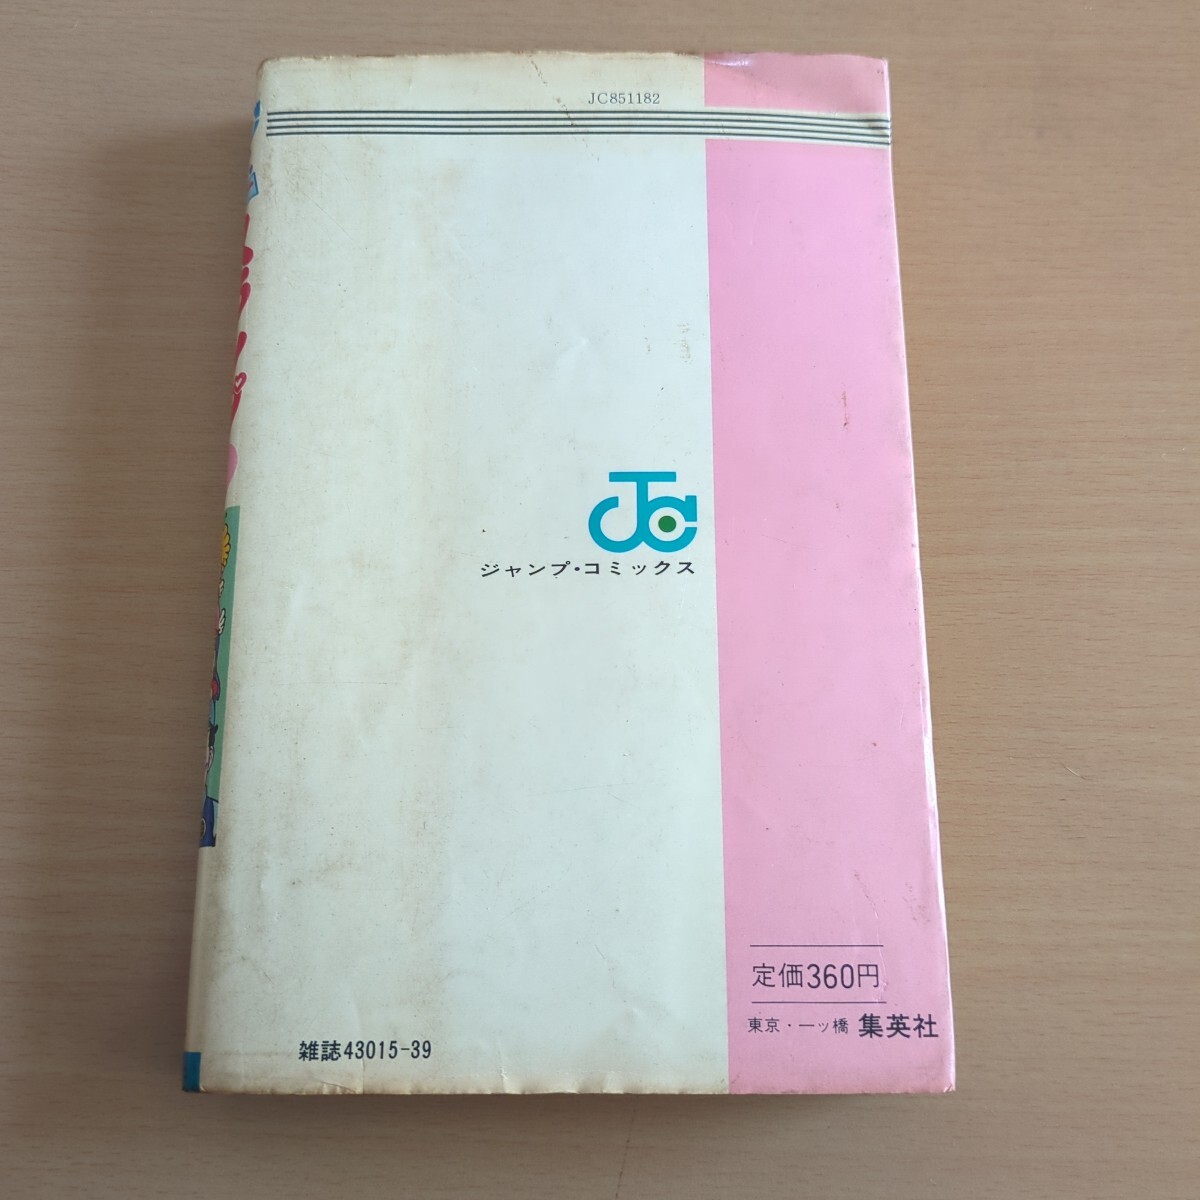 JC851182
JC
ジャンプ・コミックス
定価360円
東京・一ッ橋 集英社
雑誌43015-39